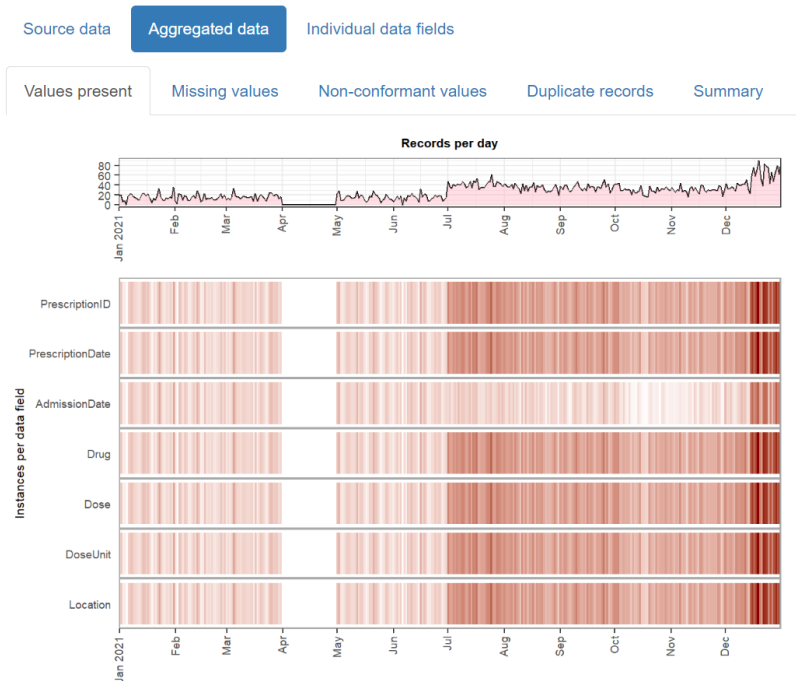 Source data Aggregated data Individual data fields
Values present Missing values Non-conformant values Duplicate records Summary
Records per day
80
60
40
20
0
Jan 2021 Feb Mar Apr May Jun Jul Aug Sep Oct Nov Dec
Instances per data field
PrescriptionID
PrescriptionDate
AdmissionDate
Drug
Dose
DoseUnit
Location
Jan 2021 Feb Mar Apr May Jun Jul Aug Sep Oct Nov Dec